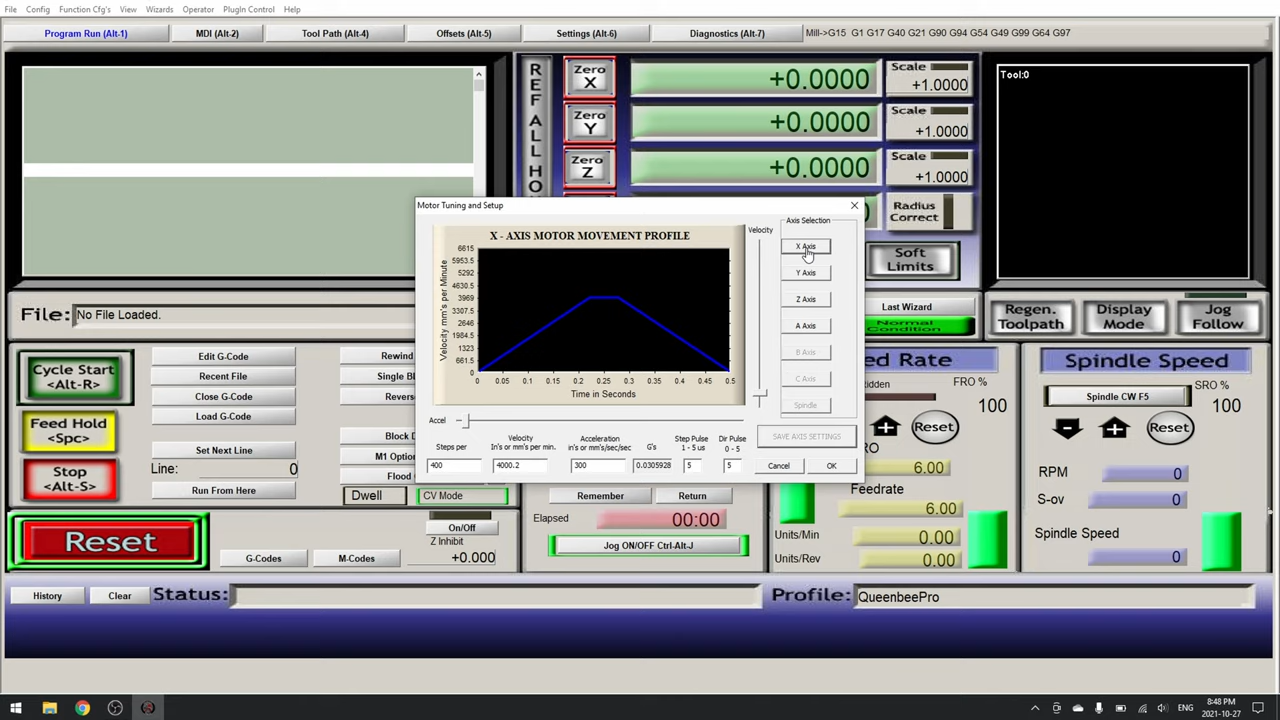 File Config Function Cfg's View Wizards Operator PlugIn Control Help
Program Run (Alt-1) MDI (Alt-2) Tool Path (Alt-4) Offsets (Alt-5) Settings (Alt-6) Diagnostics (Alt-7) Mill->G15 G1 G17 G40 G21 G90 G94 G54 G49 G99 G64 G97
REF ALL HO
Zero X +0.0000 Scale +1.0000
Zero Y +0.0000 Scale +1.0000
Zero Z +0.0000 Scale +1.0000
Radius Correct
Soft Limits
Tool:0
Motor Tuning and Setup
X - AXIS MOTOR MOVEMENT PROFILE
Velocity mm's per Minute
6615
5953.5
5292
4630.5
3969
3307.5
2646
1984.5
1323
661.5
0
0 0.05 0.1 0.15 0.2 0.25 0.3 0.35 0.4 0.45 0.5
Time in Seconds
Velocity
Axis Selection
X Axis
Y Axis
Z Axis
A Axis
B Axis
C Axis
Spindle
SAVE AXIS SETTINGS
Accel
Steps per
400
Velocity
In's or mm's per min.
4000.2
Acceleration
in's or mm's/sec/sec
300
G's
0.0305928
Step Pulse
1 - 5 us
5
Dir Pulse
0 - 5
5
Cancel OK
File: No File Loaded.
Last Wizard
Normal
Condition
Regen. Toolpath
Display Mode
Jog Follow
Cycle Start
<Alt-R>
Feed Hold
<Spc>
Stop
<Alt-S>
Edit G-Code
Recent File
Close G-Code
Load G-Code
Set Next Line
Line: 0
Run From Here
Rewind
Single Bl
Reverse
Block D
M1 Option
Flood
Dwell CV Mode
Reset
G-Codes M-Codes
On/Off
Z Inhibit
+0.000
Remember Return
Elapsed 00:00
Jog ON/OFF Ctrl-Alt-J
ed Rate
idden
FRO %
100
RO
Reset
6.00
Feedrate
6.00
Units/Min 0.00
Units/Rev 0.00
Spindle Speed
Spindle CW F5
SRO %
100
Reset
RPM 0
S-ov 0
Spindle Speed
0
History Clear Status: Profile: QueenbeePro
ENG
8:48 PM
2021-10-27